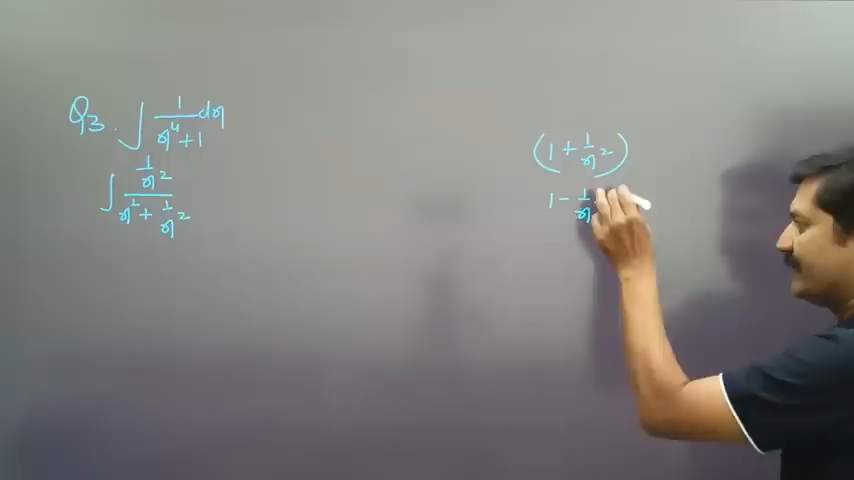 Q3. ∫ 1/(x⁴+1) dx
∫ (1/x²)/(x²+1/x²)
(1+1/x²)
1-1/x